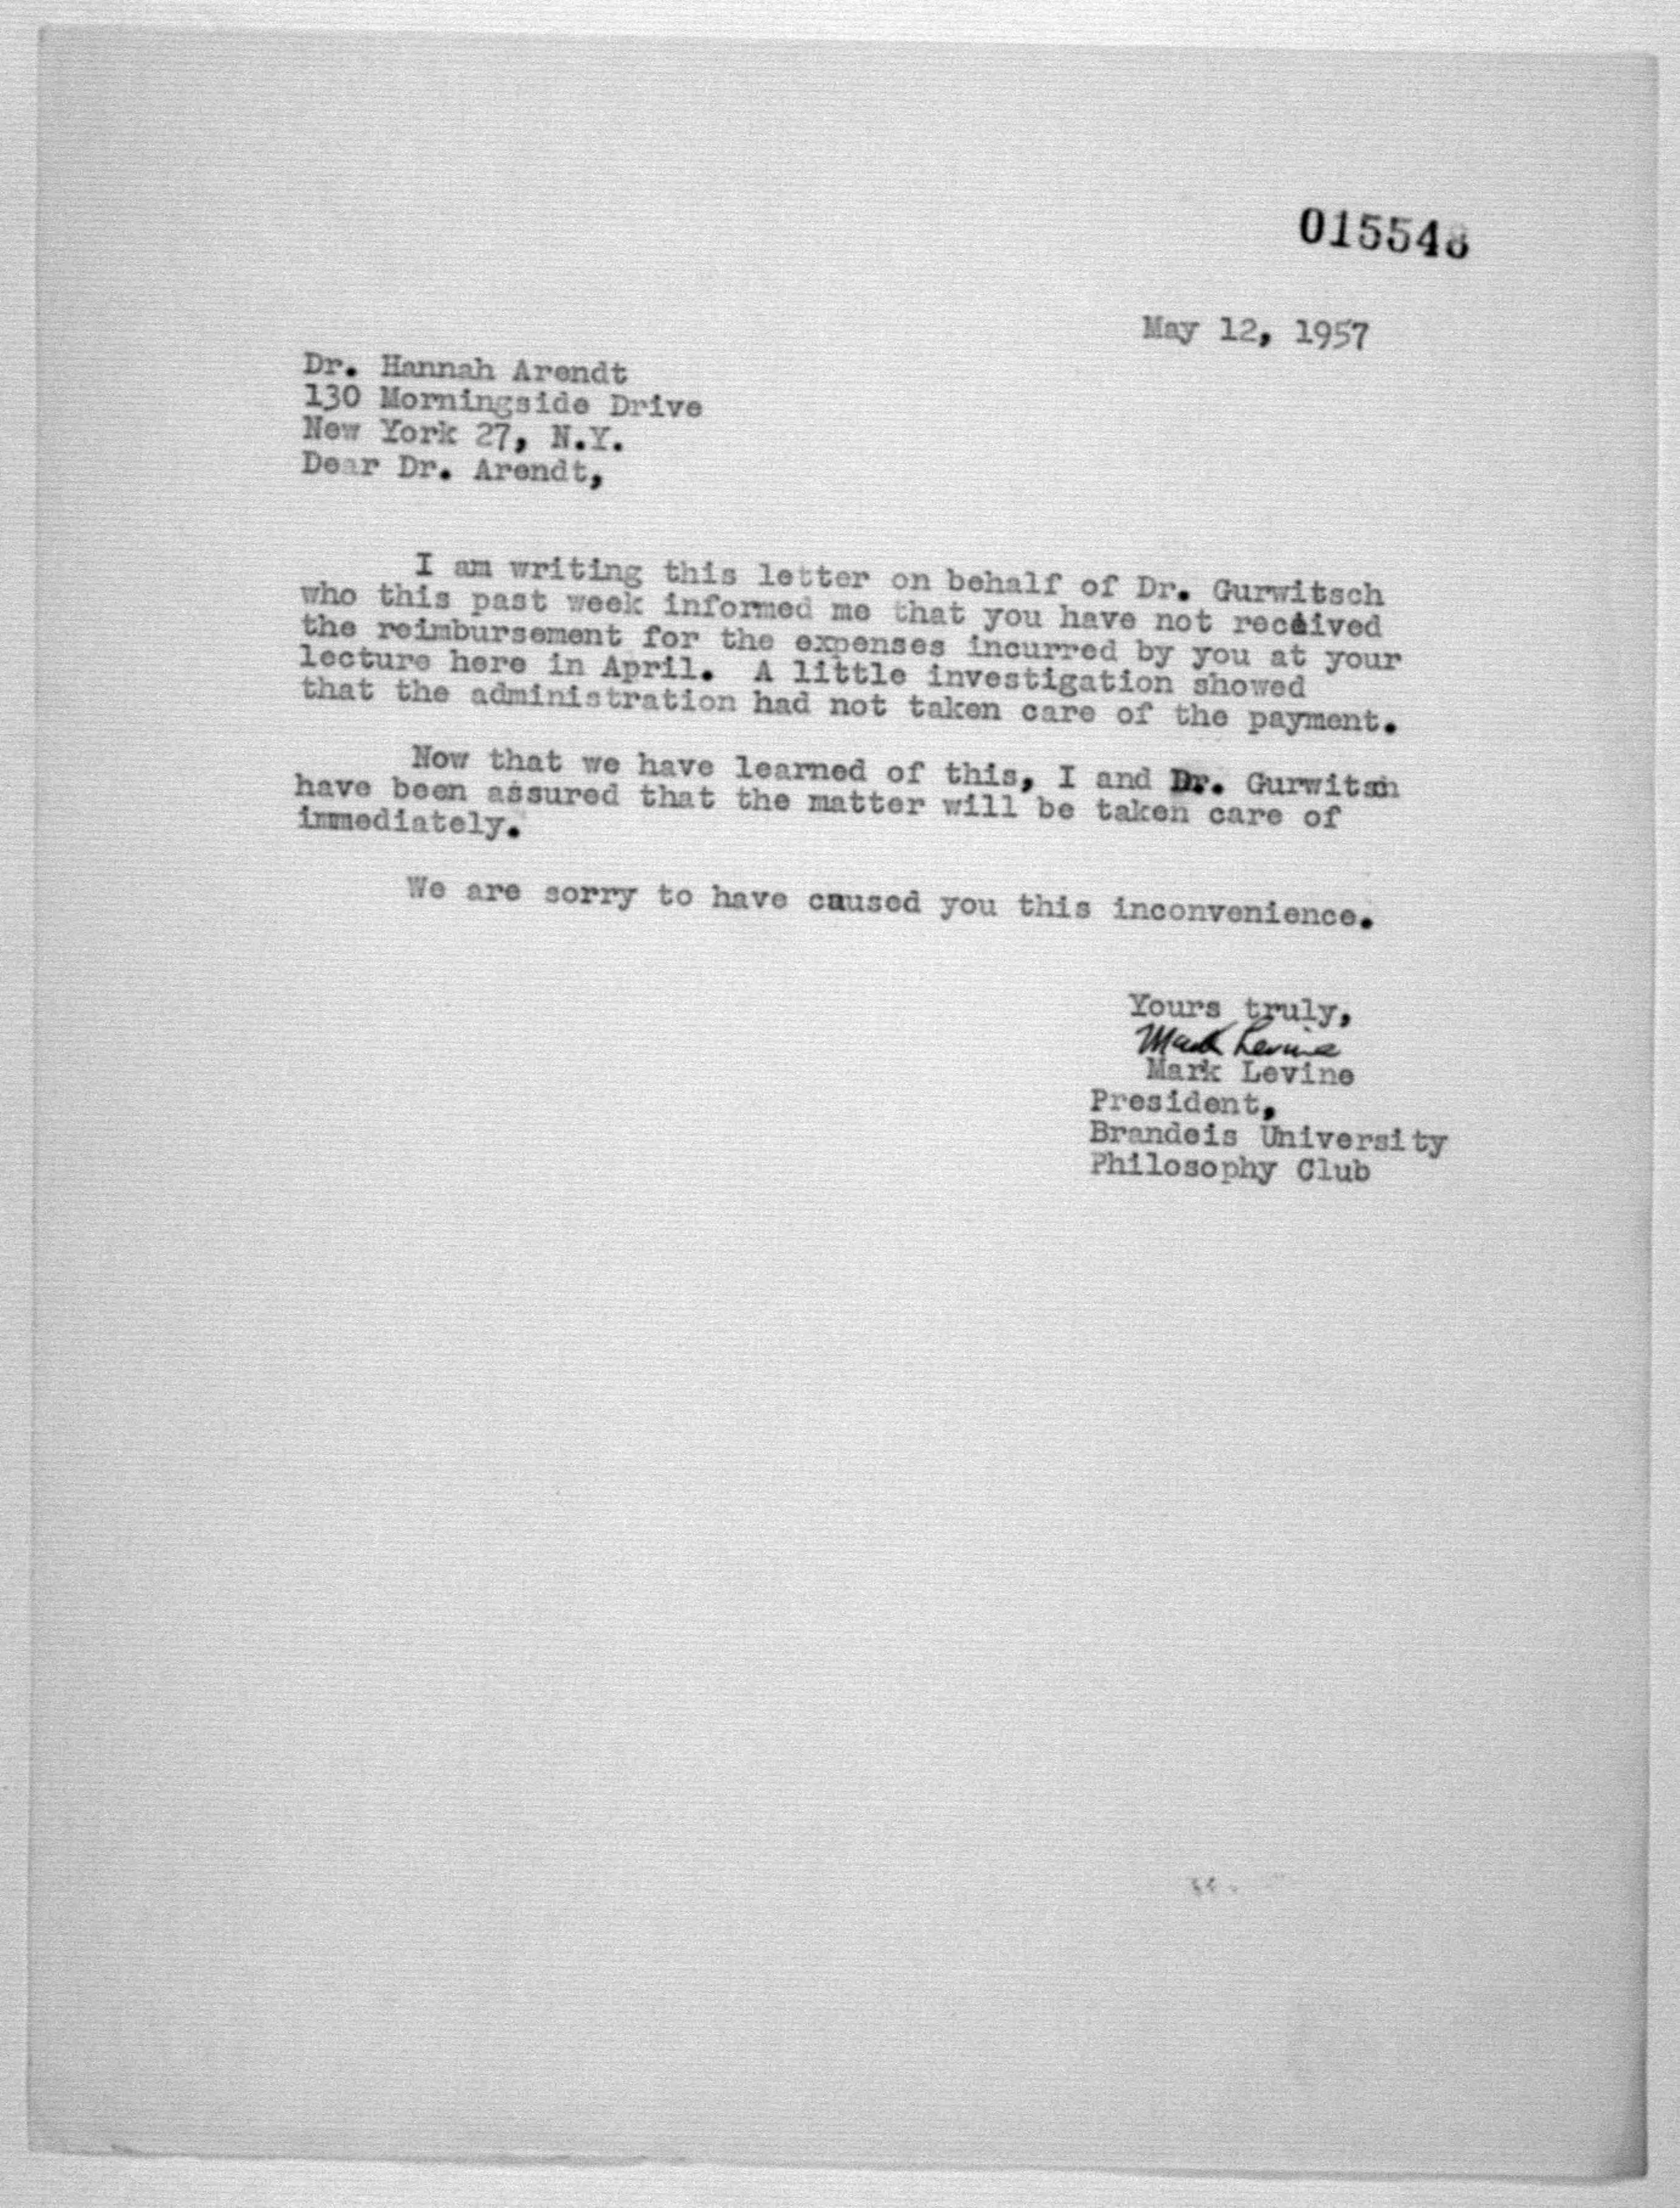 015548
May 12, 1957
Dr. Hannah Arendt
130 Morningside Drive
New York 27, N.Y.
Dear Dr. Arendt,
I am writing this letter on behalf of Dr. Gurwitsch
who this past week informed me that you have not received
the reimbursement for the expenses incurred by you at your
lecture here in April. A little investigation showed
that the administration had not taken care of the payment.
Now that we have learned of this, I and Dr. Gurwitsch
have been assured that the matter will be taken care of
immediately.
We are sorry to have caused you this inconvenience.
Yours truly,
Mark Levine
Mark Levine
President,
Brandeis University
Philosophy Club